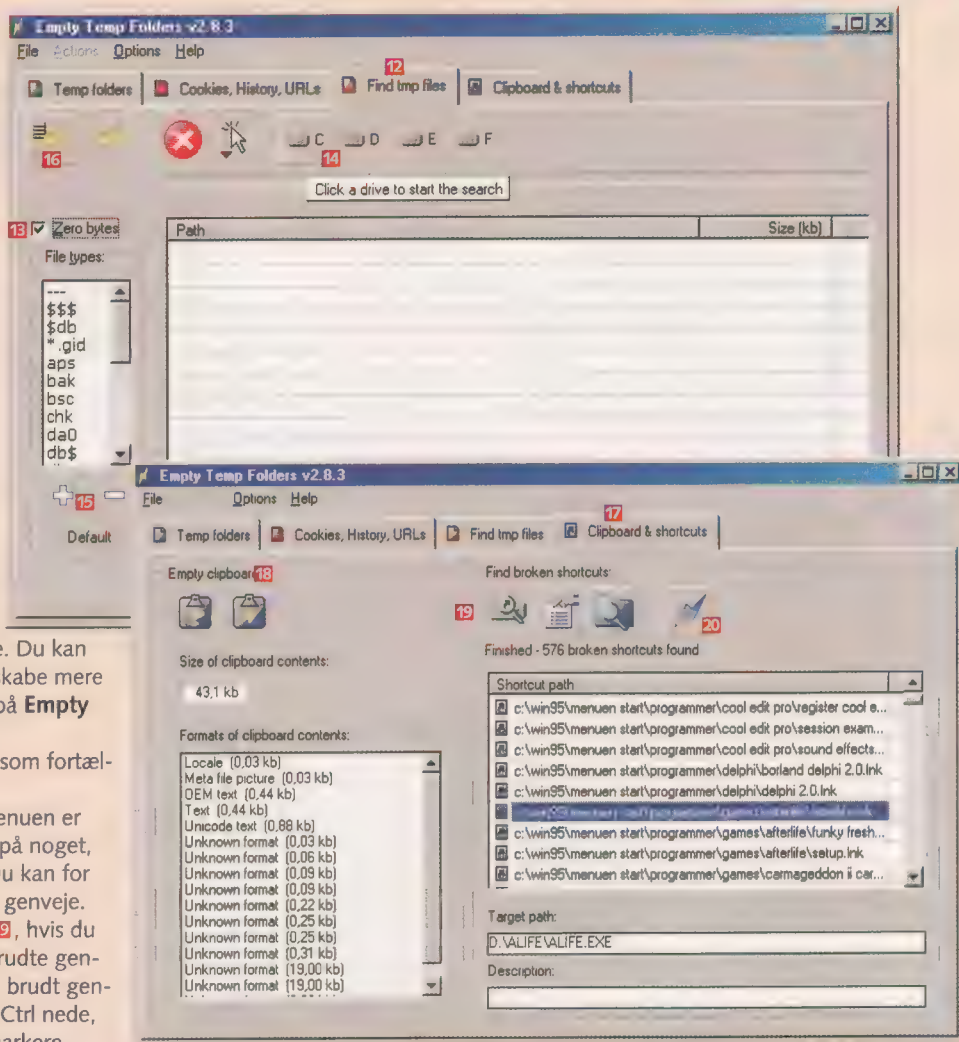 Empty Temp Folders v2.8.3
File Actions Options Help
12
Temp folders Cookies, History, URLs Find tmp files Clipboard & shortcuts
16
C D E F
14
Click a drive to start the search
13 Zero bytes
Path Size (kb)
File types:
---
$$$
$db
*.gid
aps
bak
bsc
chk
da0
db$
15
Default
Empty Temp Folders v2.8.3
File Options Help
17
Temp folders Cookies, History, URLs Find tmp files Clipboard & shortcuts
Empty clipboard 18
Find broken shortcuts:
19
20
Size of clipboard contents:
43,1 kb
Finished - 576 broken shortcuts found
Formats of clipboard contents:
Locale (0,03 kb)
Meta file picture (0,03 kb)
OEM text (0,44 kb)
Text (0,44 kb)
Unicode text (0,88 kb)
Unknown format (0,03 kb)
Unknown format (0,06 kb)
Unknown format (0,09 kb)
Unknown format (0,09 kb)
Unknown format (0,22 kb)
Unknown format (0,25 kb)
Unknown format (0,25 kb)
Unknown format (0,31 kb)
Unknown format (19,00 kb)
Unknown format (19,00 kb)
Shortcut path
c:\win95\menuen start\programmer\cool edit pro\register cool e...
c:\win95\menuen start\programmer\cool edit pro\session exam...
c:\win95\menuen start\programmer\cool edit pro\sound effects...
c:\win95\menuen start\programmer\delphi\borland delphi 2.0.lnk
c:\win95\menuen start\programmer\delphi\delphi 2.0.lnk
c:\win95\menuen start\programmer\games\afterlife\funky fresh...
c:\win95\menuen start\programmer\games\afterlife\setup.lnk
c:\win95\menuen start\programmer\games\carmageddon ii car...
Target path:
D:\ALIFE\ALIFE.EXE
Description:
e. Du kan
skabe mere
på Empty
som fortæl-
enuen er
på noget,
u kan for
genveje.
9, hvis du
rudte gen-
brudt gen-
Ctrl nede,
arkere